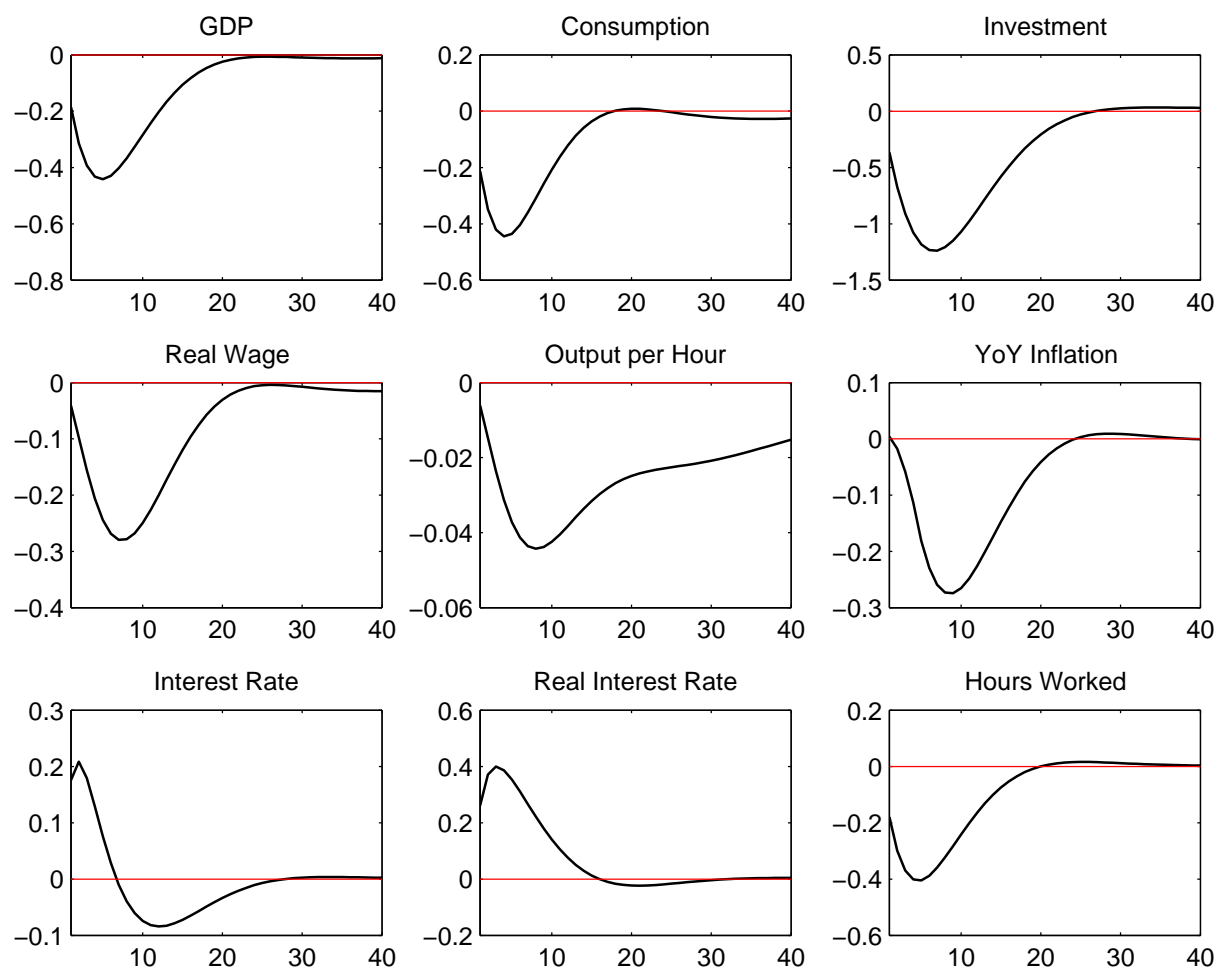 GDP
0
−0.2
−0.4
−0.6
−0.8
10 20 30 40
Consumption
0.2
0
−0.2
−0.4
−0.6
10 20 30 40
Investment
0.5
0
−0.5
−1
−1.5
10 20 30 40
Real Wage
0
−0.1
−0.2
−0.3
−0.4
10 20 30 40
Output per Hour
0
−0.02
−0.04
−0.06
10 20 30 40
YoY Inflation
0.1
0
−0.1
−0.2
−0.3
10 20 30 40
Interest Rate
0.3
0.2
0.1
0
−0.1
10 20 30 40
Real Interest Rate
0.6
0.4
0.2
0
−0.2
10 20 30 40
Hours Worked
0.2
0
−0.2
−0.4
−0.6
10 20 30 40